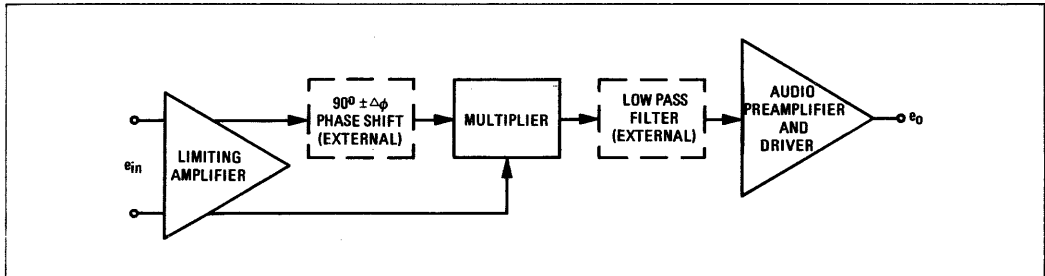 e_in
LIMITING
AMPLIFIER
90° ± Δφ
PHASE SHIFT
(EXTERNAL)
MULTIPLIER
LOW PASS
FILTER
(EXTERNAL)
AUDIO
PREAMPLIFIER
AND
DRIVER
e_o